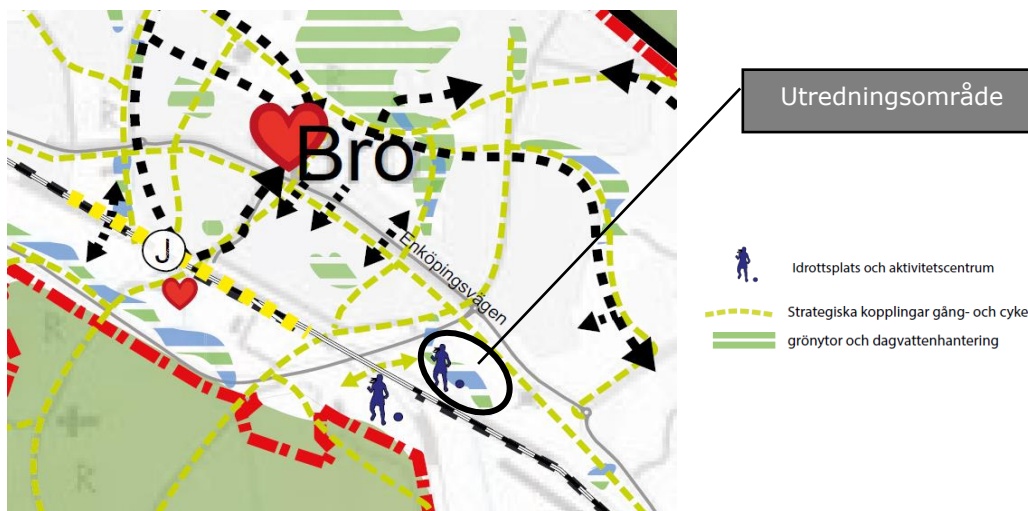 Bro
J
Enköpingsvägen
R
R
R
Utredningsområde
Idrottsplats och aktivitetscentrum
Strategiska kopplingar gång- och cyke
grönytor och dagvattenhantering